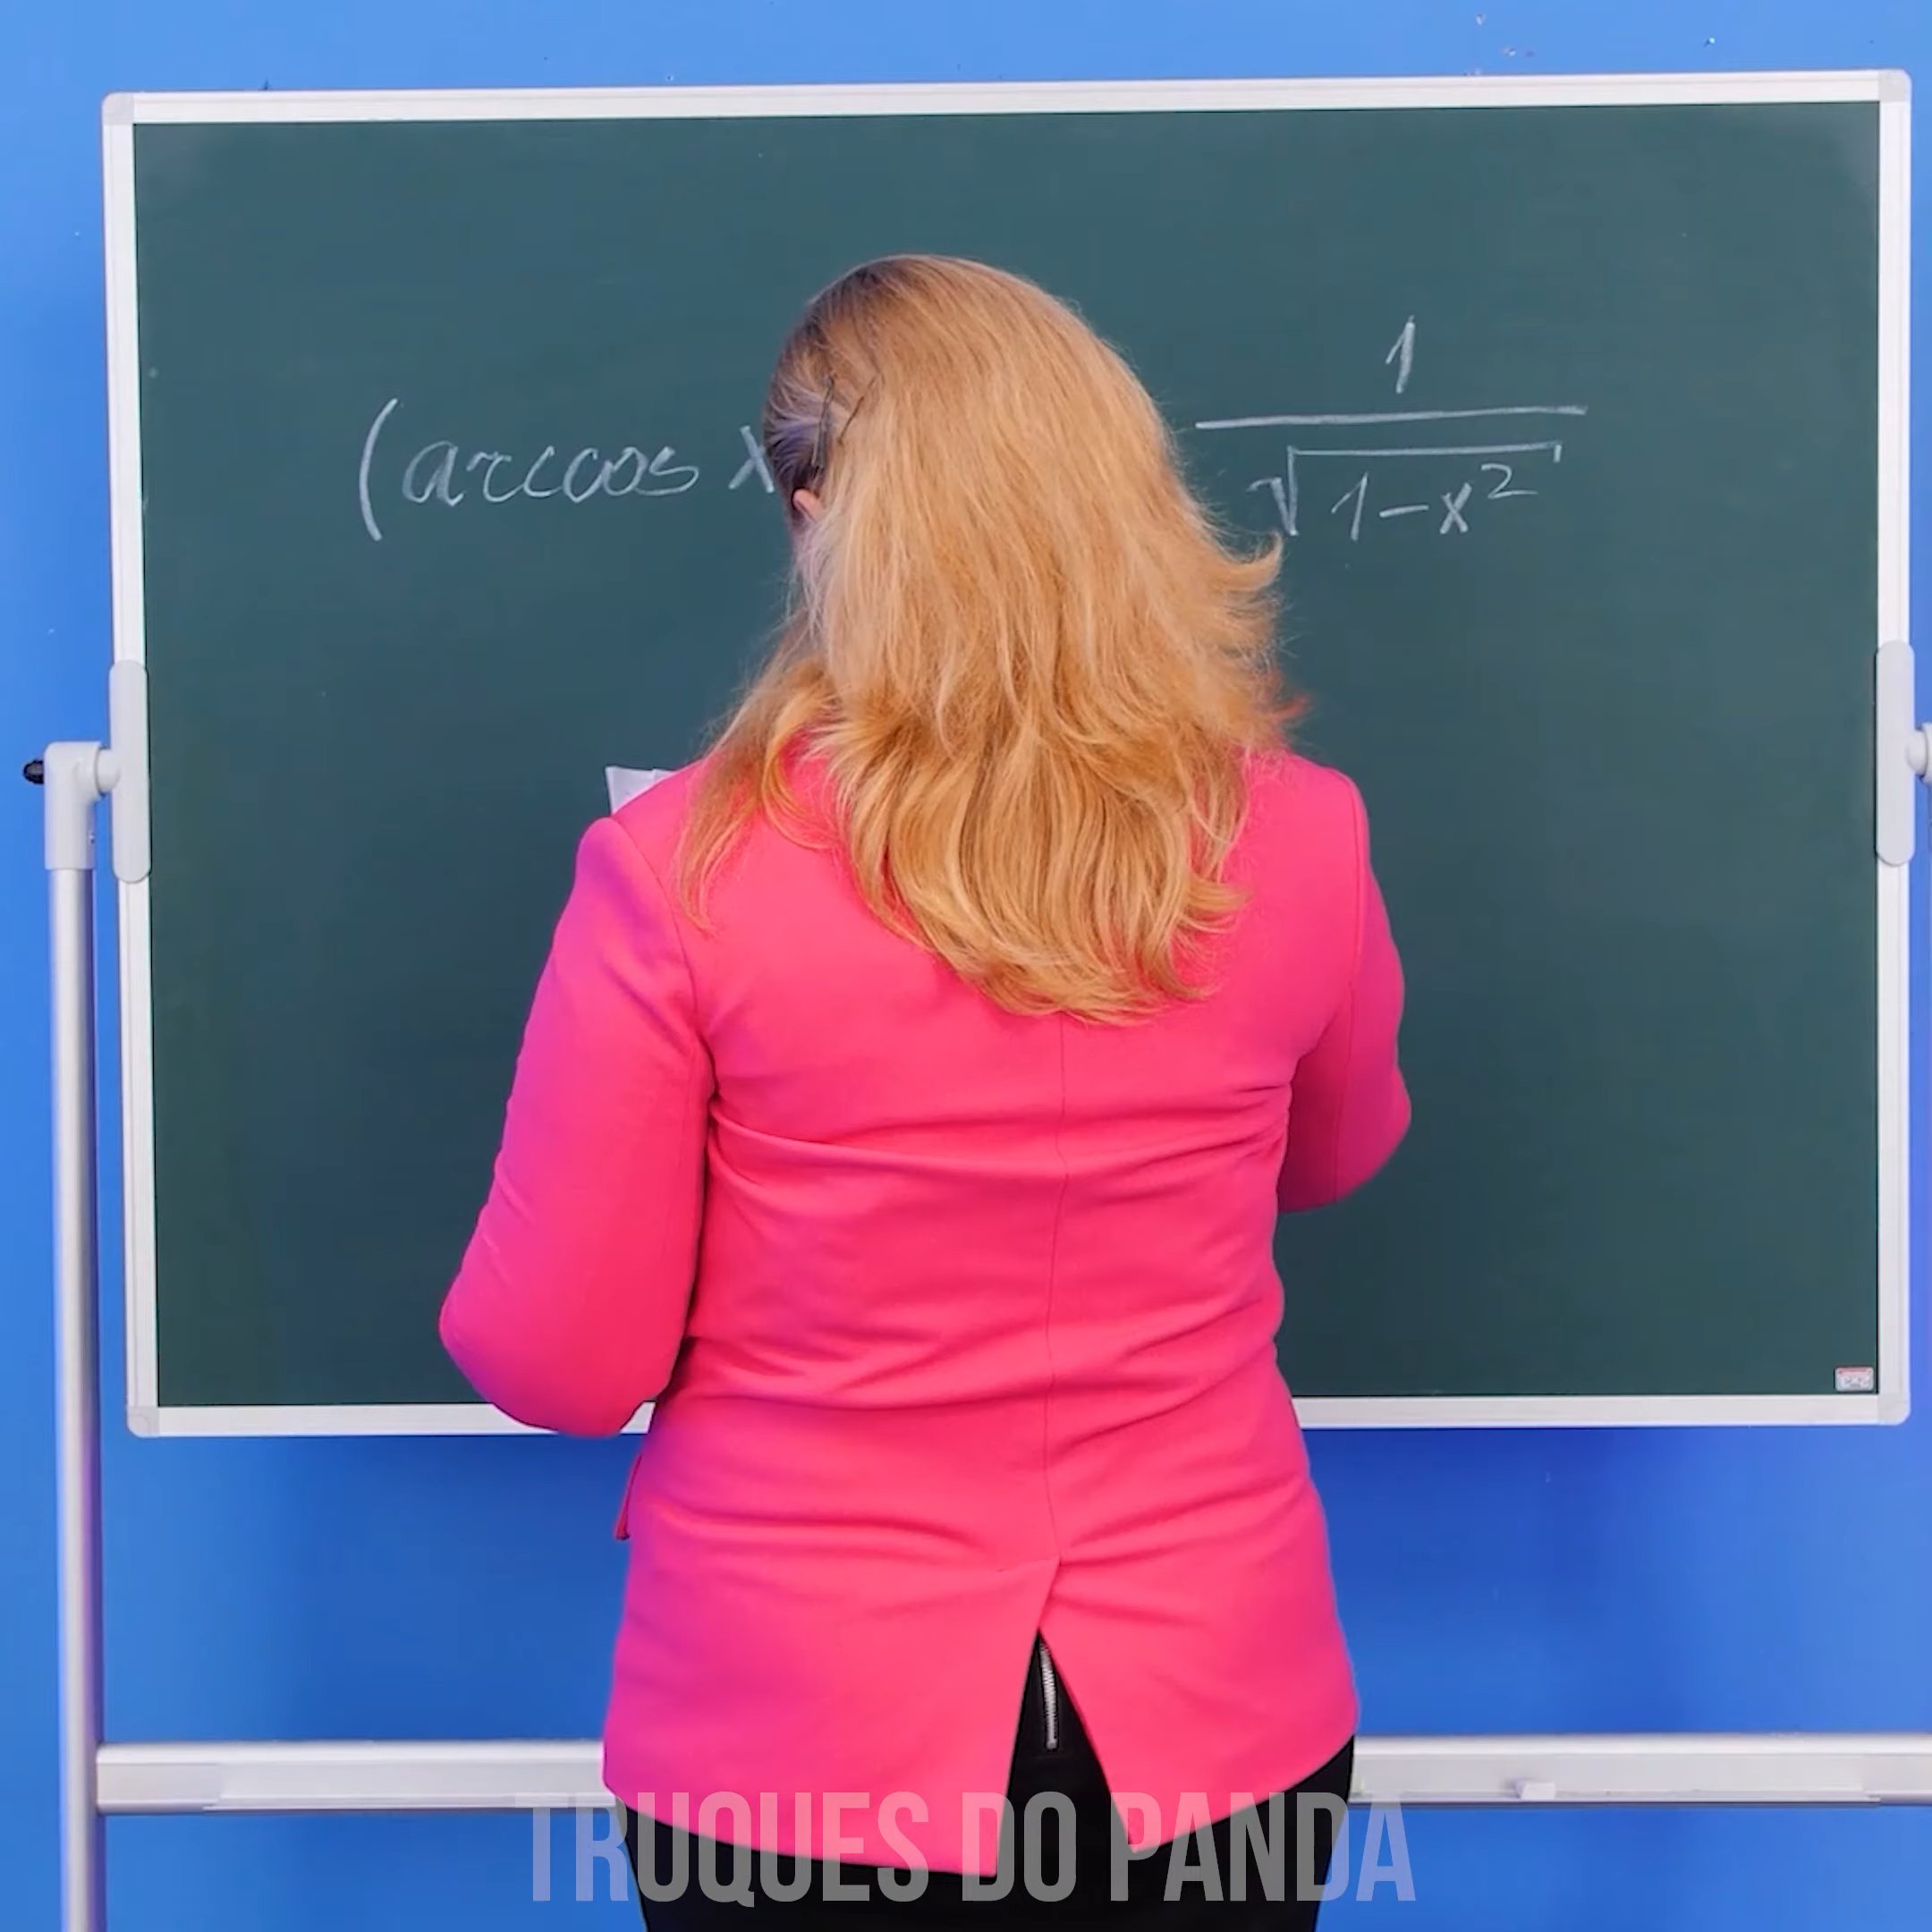 (arccos x 1/√(1-x²)
TRUQUES DO PANDA